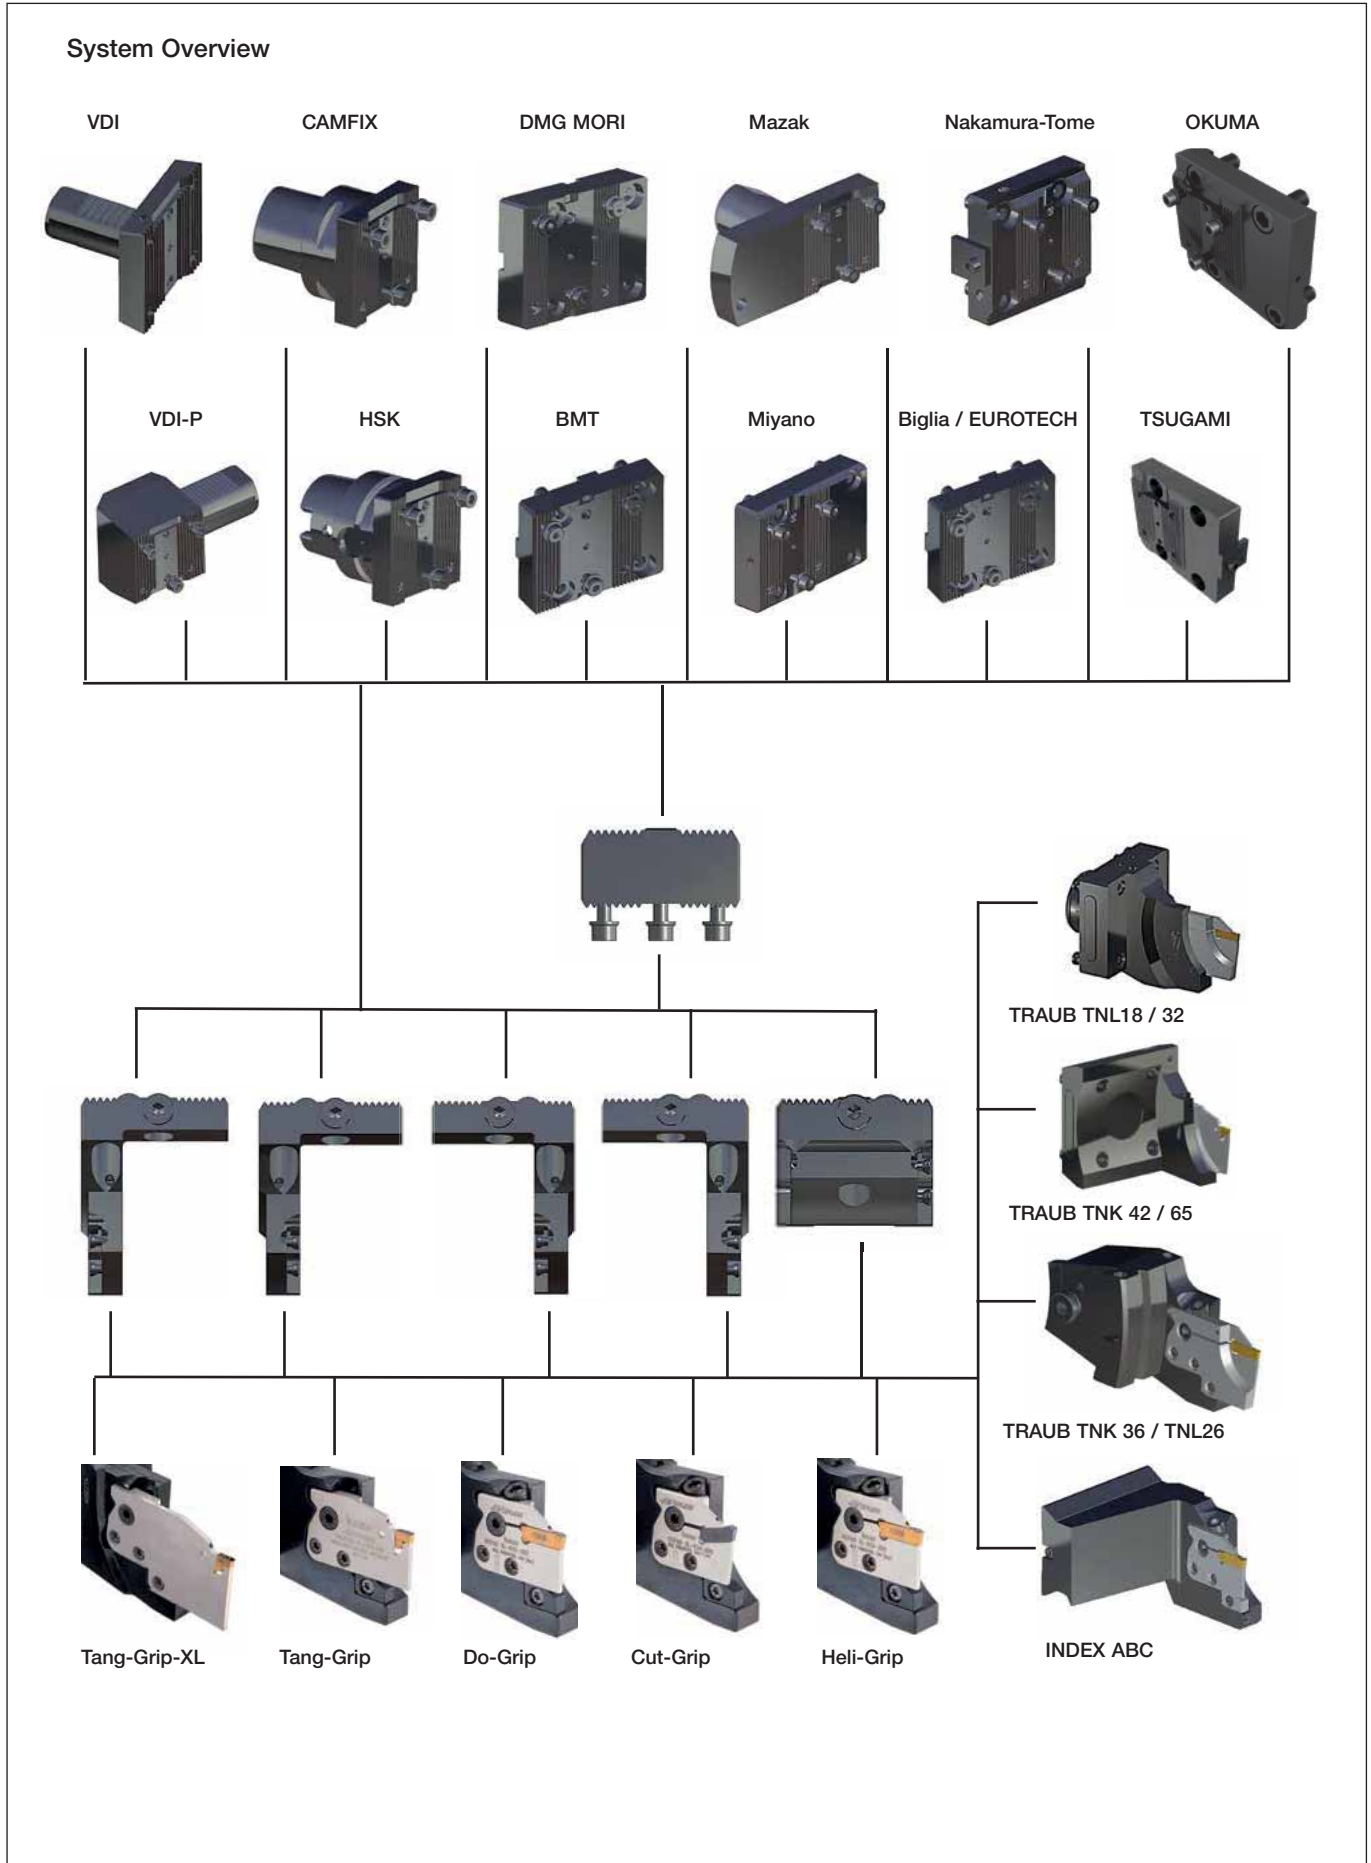 System Overview
VDI
CAMFIX
DMG MORI
Mazak
Nakamura-Tome
OKUMA
VDI-P
HSK
BMT
Miyano
Biglia / EUROTECH
TSUGAMI
TRAUB TNL18 / 32
TRAUB TNK 42 / 65
TRAUB TNK 36 / TNL26
Tang-Grip-XL
Tang-Grip
Do-Grip
Cut-Grip
Heli-Grip
INDEX ABC